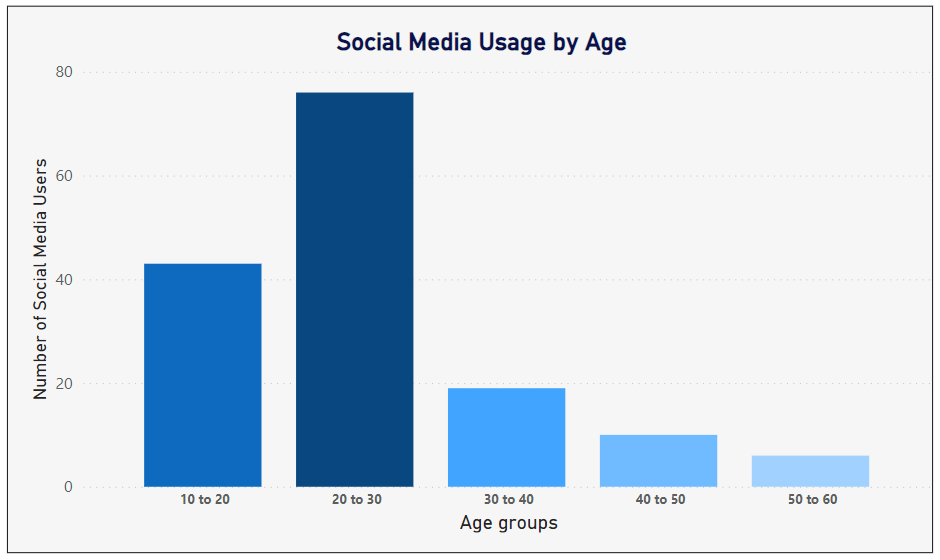 Social Media Usage by Age
80
60
40
20
0
Number of Social Media Users
10 to 20 20 to 30 30 to 40 40 to 50 50 to 60
Age groups